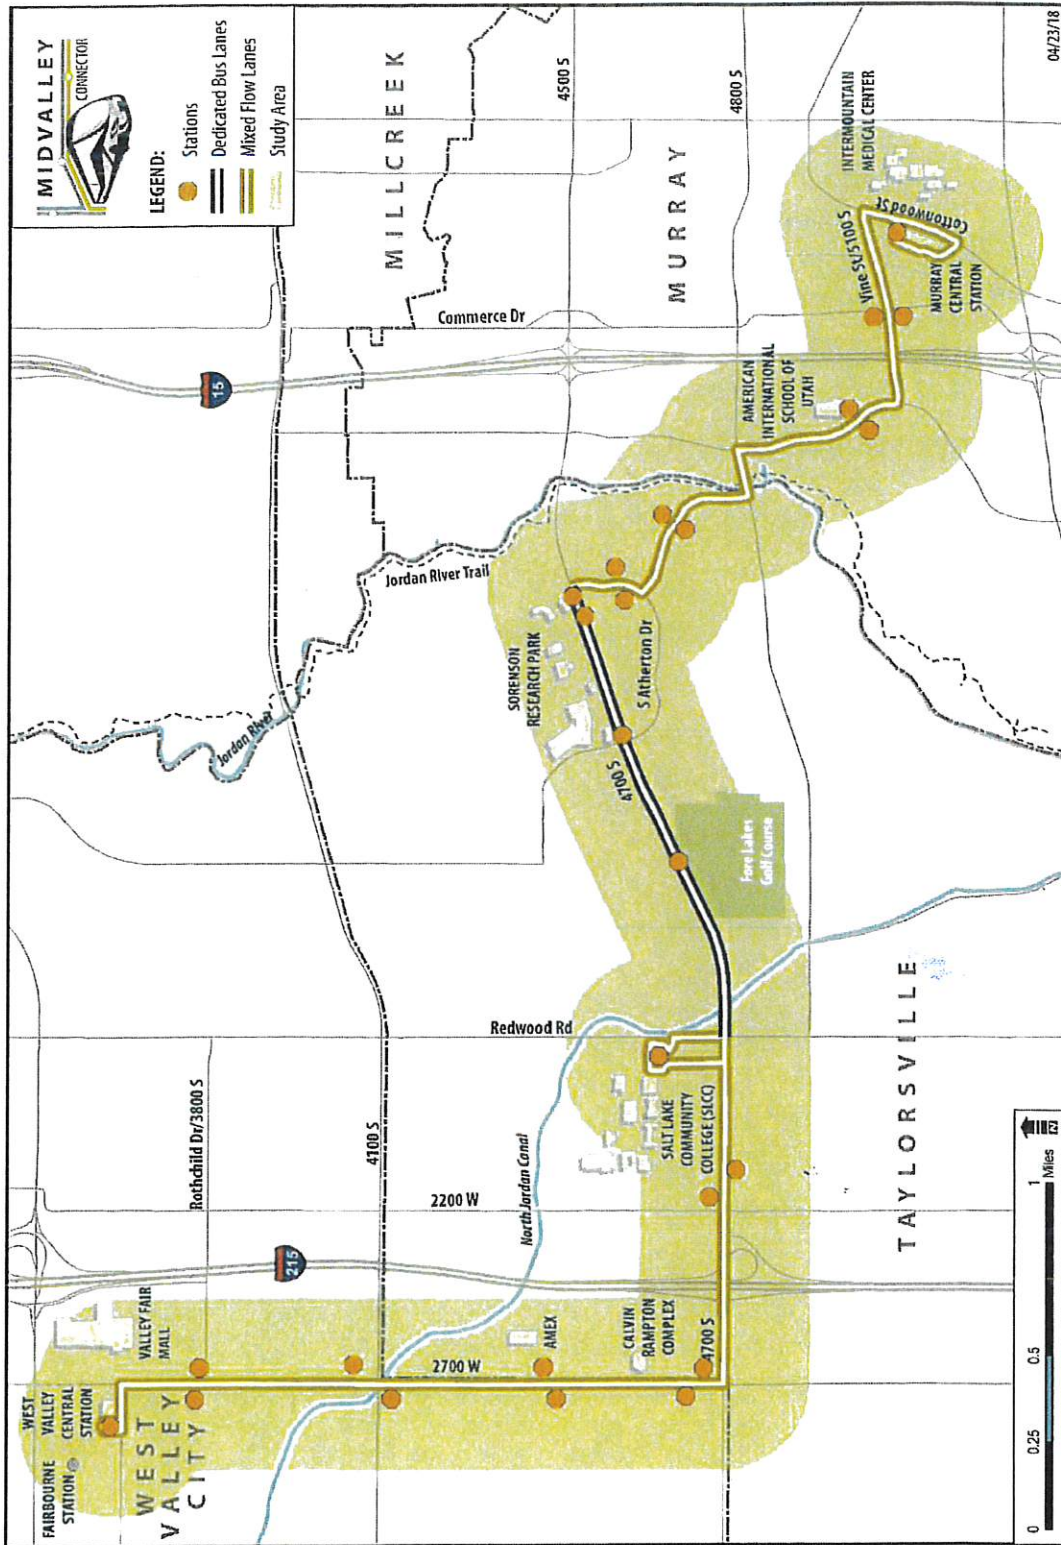 MIDVALLEY
CONNECTOR
LEGEND:
Stations
Dedicated Bus Lanes
Mixed Flow Lanes
Study Area
FAIRBOURNE
STATION
WEST
VALLEY
CENTRAL
STATION
VALLEY FAIR
MALL
WEST
VALLEY
CITY
215
Rothchild Dr/3800 S
4100 S
2200 W
2700 W
North Jordan Canal
AMEX
CALVIN
RAMPTON
COMPLEX
4700 S
Redwood Rd
SALT LAKE
COMMUNITY
COLLEGE (SLCC)
TAYLORSVILLE
Jordan River
Jordan River Trail
SORENSON
RESEARCH PARK
4700 S
S Atherton Dr
Fore Lakes
Golf Course
15
MILLCREEK
Commerce Dr
4500 S
MURRAY
4800 S
AMERICAN
INTERNATIONAL
SCHOOL OF
UTAH
Vine St/5100 S
Cottonwood St
MURRAY
CENTRAL
STATION
INTERMOUNTAIN
MEDICAL CENTER
0 0.25 0.5 1
Miles
N
04/23/18